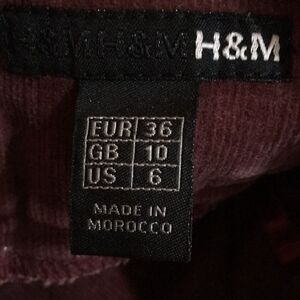 H&M H&M H&M
EUR 36
GB 10
US 6
MADE IN
MOROCCO